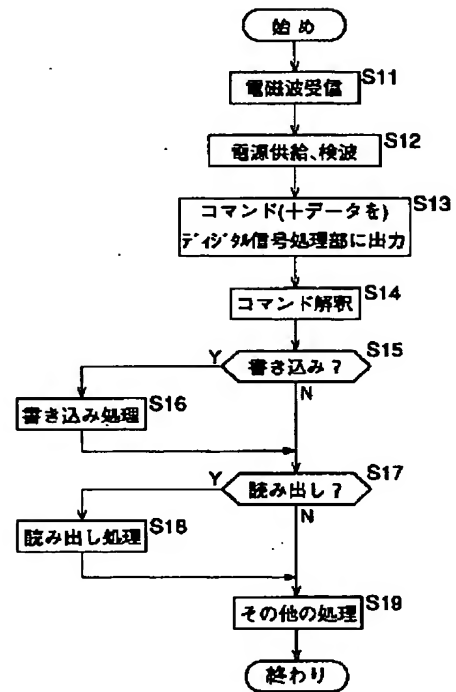 始め
電磁波受信 S11
電源供給、検波 S12
コマンド(+データを) S13
ディジタル信号処理部に出力
コマンド解釈 S14
書き込み? S15
Y
N
書き込み処理 S16
読み出し? S17
Y
N
読み出し処理 S18
その他の処理 S19
終わり